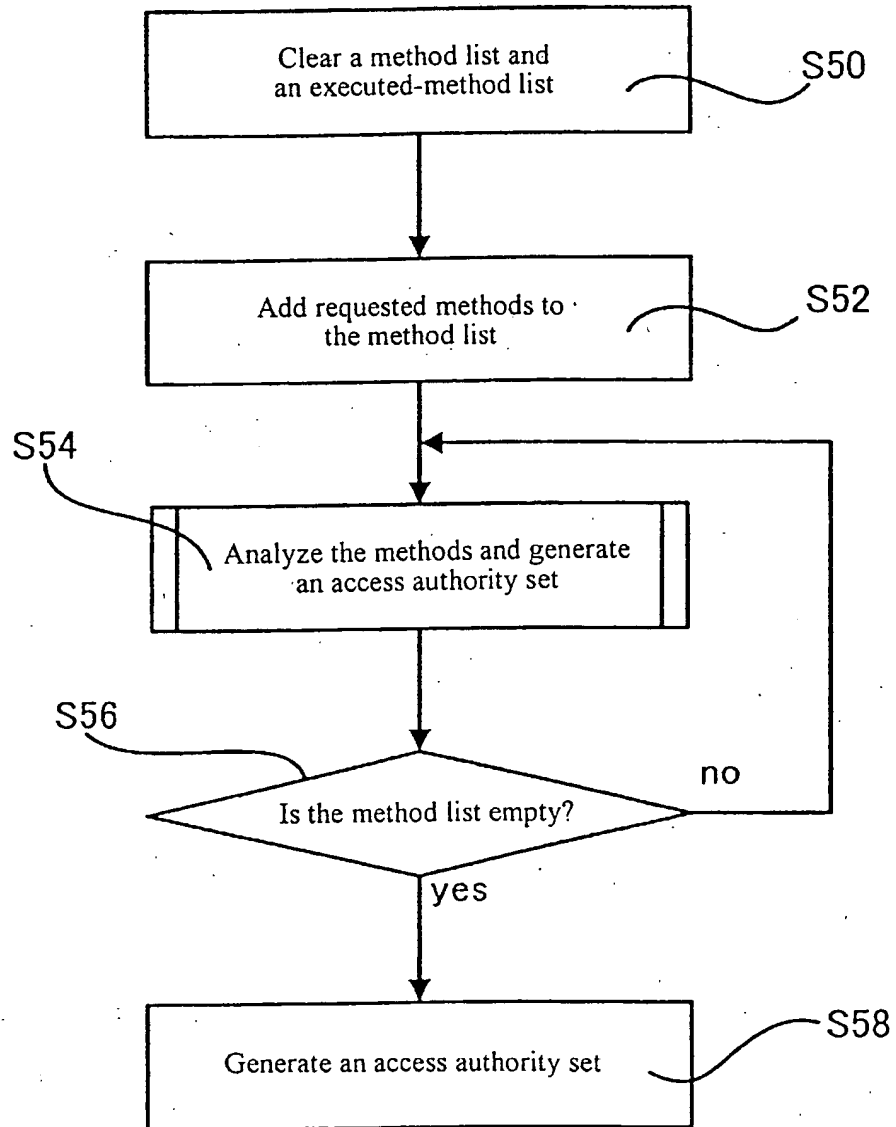 Clear a method list and
an executed-method list
S50
Add requested methods to
the method list
S52
S54
Analyze the methods and generate
an access authority set
S56
Is the method list empty?
no
yes
Generate an access authority set
S58